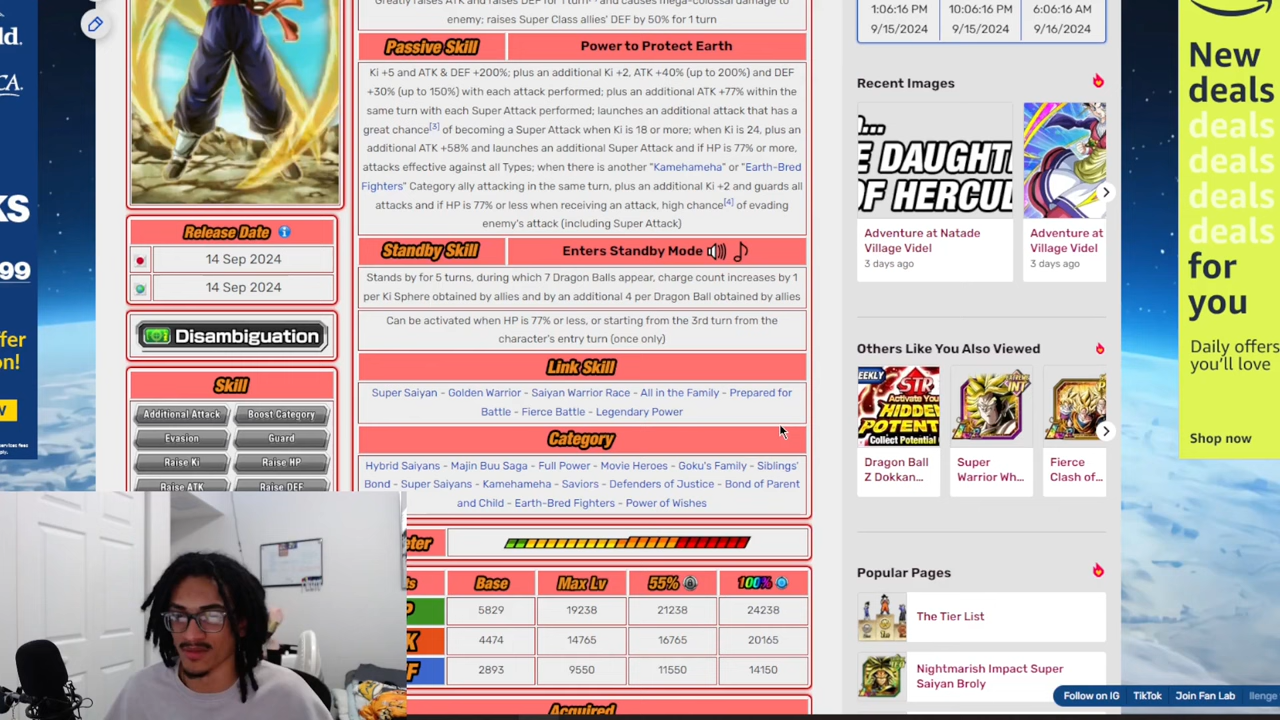 Greatly raises ATK and raises DEF for 1 turn and causes mega-colossal damage to
enemy; raises Super Class allies' DEF by 50% for 1 turn
Passive Skill
Power to Protect Earth
Ki +5 and ATK & DEF +200%; plus an additional Ki +2, ATK +40% (up to 200%) and DEF
+30% (up to 150%) with each attack performed; plus an additional ATK +77% within the
same turn with each Super Attack performed; launches an additional attack that has a
great chance[3] of becoming a Super Attack when Ki is 18 or more; when Ki is 24, plus an
additional ATK +58% and launches an additional Super Attack and if HP is 77% or more,
attacks effective against all Types; when there is another "Kamehameha" or "Earth-Bred
Fighters" Category ally attacking in the same turn, plus an additional Ki +2 and guards all
attacks and if HP is 77% or less when receiving an attack, high chance[4] of evading
enemy's attack (including Super Attack)
Standby Skill
Enters Standby Mode
Stands by for 5 turns, during which 7 Dragon Balls appear, charge count increases by 1
per Ki Sphere obtained by allies and by an additional 4 per Dragon Ball obtained by allies
Can be activated when HP is 77% or less, or starting from the 3rd turn from the
character's entry turn (once only)
Link Skill
Super Saiyan - Golden Warrior - Saiyan Warrior Race - All in the Family - Prepared for
Battle - Fierce Battle - Legendary Power
Category
Hybrid Saiyans - Majin Buu Saga - Full Power - Movie Heroes - Goku's Family - Siblings'
Bond - Super Saiyans - Kamehameha - Saviors - Defenders of Justice - Bond of Parent
and Child - Earth-Bred Fighters - Power of Wishes
Base
Max Lv
55%
100%
5829
19238
21238
24238
4474
14765
16765
20165
2893
9550
11550
14150
Acquired
Release Date
14 Sep 2024
14 Sep 2024
Disambiguation
Skill
Additional Attack
Boost Category
Evasion
Guard
Raise Ki
Raise HP
Raise ATK
Raise DEF
1:06:16 PM
10:06:16 PM
6:06:16 AM
9/15/2024
9/15/2024
9/16/2024
Recent Images
E DAUGHT
OF HERCUL
Adventure at Natade
Village Videl
3 days ago
Adventure at
Village Videl
3 days ago
Others Like You Also Viewed
WEEKLY
STR
HIDDEN
POTENT
Dragon Ball
Z Dokkan...
Super
Warrior Wh...
Fierce
Clash of...
Popular Pages
The Tier List
Nightmarish Impact Super
Saiyan Broly
Follow on IG
TikTok
Join Fan Lab
New
deals
deals
deals
deals
deals
for
you
Daily offers
you'll love
Shop now